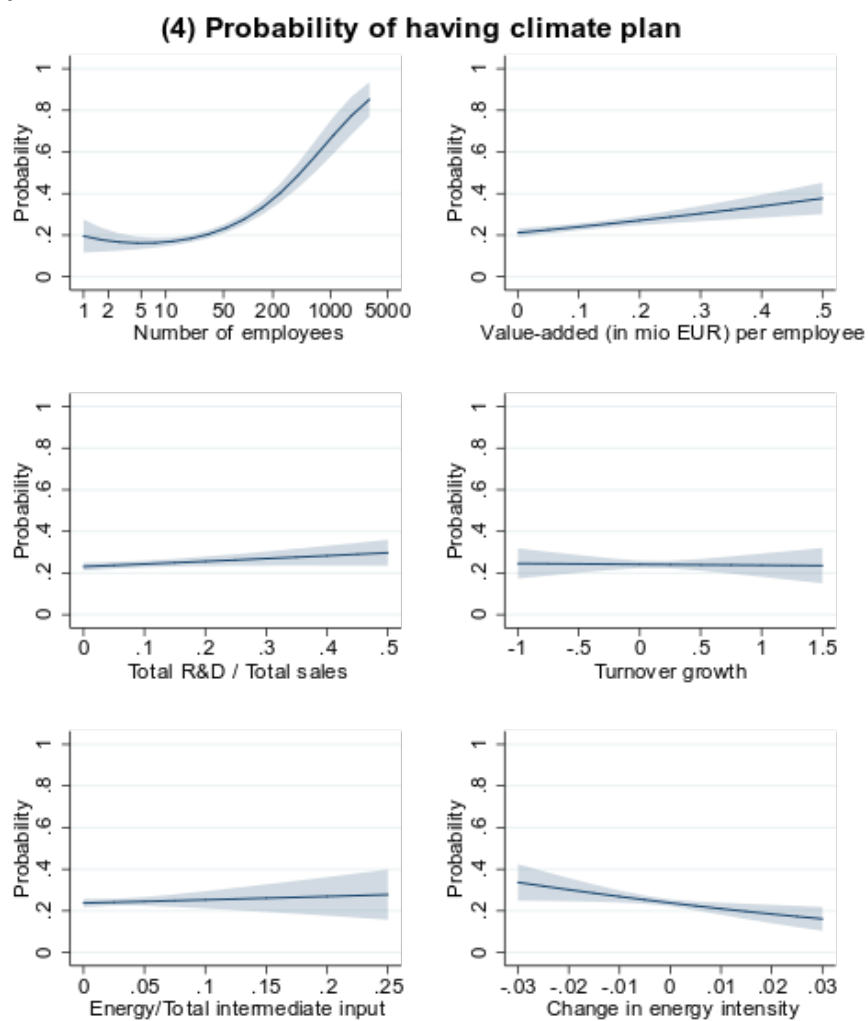 (4) Probability of having climate plan
Probability
1
.8
.6
.4
.2
0
1 2 5 10 50 200 1000 5000
Number of employees
Probability
1
.8
.6
.4
.2
0
0 .1 .2 .3 .4 .5
Value-added (in mio EUR) per employee
Probability
1
.8
.6
.4
.2
0
0 .1 .2 .3 .4 .5
Total R&D / Total sales
Probability
1
.8
.6
.4
.2
0
-1 -.5 0 .5 1 1.5
Turnover growth
Probability
1
.8
.6
.4
.2
0
0 .05 .1 .15 .2 .25
Energy/Total intermediate input
Probability
1
.8
.6
.4
.2
0
-.03 -.02 -.01 0 .01 .02 .03
Change in energy intensity